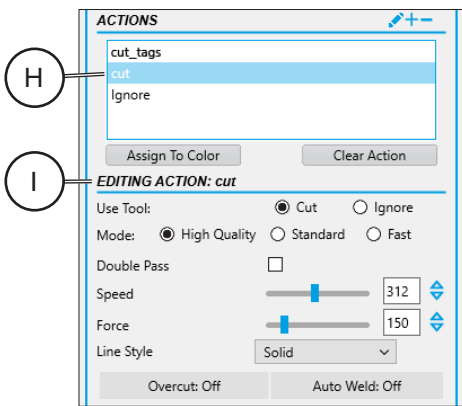 ACTIONS
H
cut_tags
cut
Ignore
Assign To Color Clear Action
I
EDITING ACTION: cut
Use Tool: Cut Ignore
Mode: High Quality Standard Fast
Double Pass
Speed 312
Force 150
Line Style Solid
Overcut: Off Auto Weld: Off